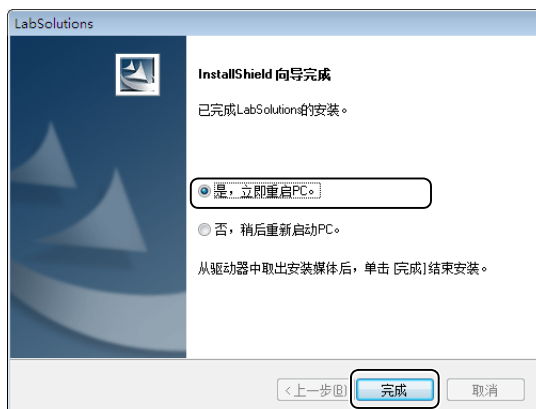 LabSolutions
InstallShield 向导完成
已完成LabSolutions的安装。
是，立即重启PC。
否，稍后重新启动PC。
从驱动器中取出安装媒体后，单击 [完成]结束安装。
<上一步(B) 完成 取消